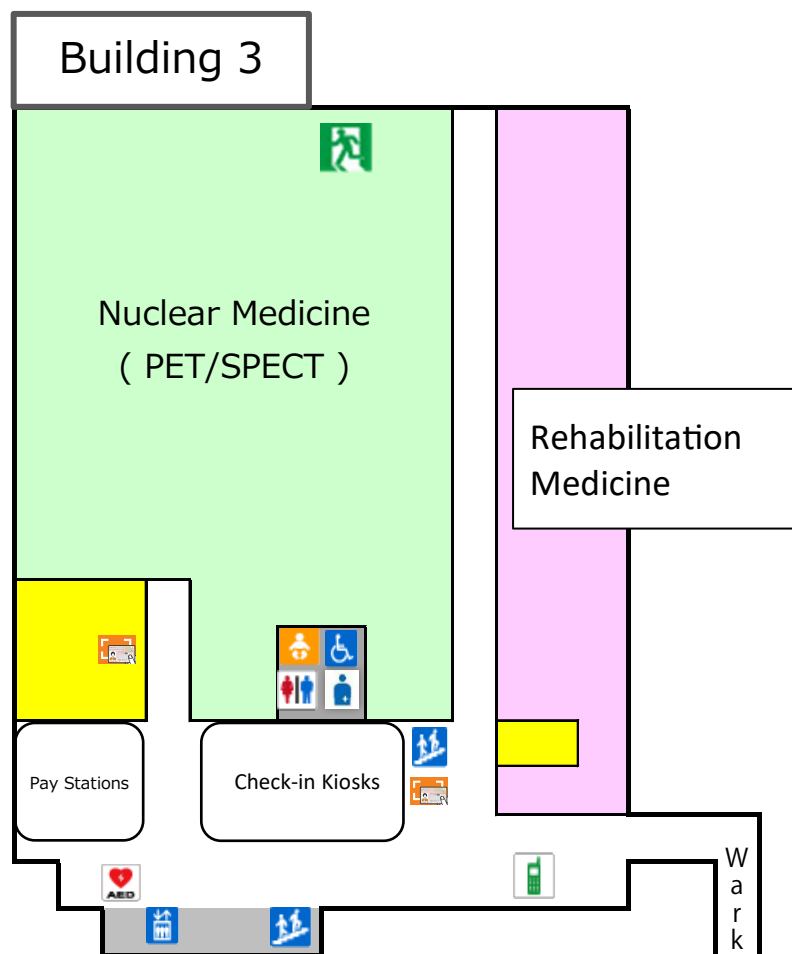 Building 3
Nuclear Medicine
( PET/SPECT )
Rehabilitation
Medicine
Pay Stations
Check-in Kiosks
AED
W
a
r
k